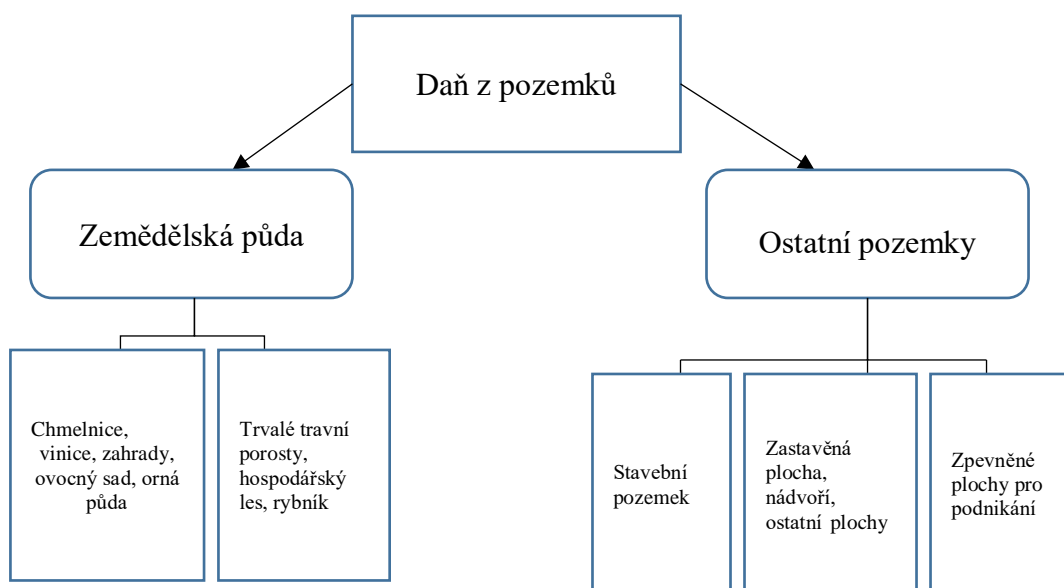 Daň z pozemků
Zemědělská půda
Ostatní pozemky
Chmelnice,
vinice, zahrady,
ovocný sad, orná
půda
Trvalé travní
porosty,
hospodářský
les, rybník
Stavební
pozemek
Zastavěná
plocha,
nádvoří,
ostatní plochy
Zpevněné
plochy pro
podnikání